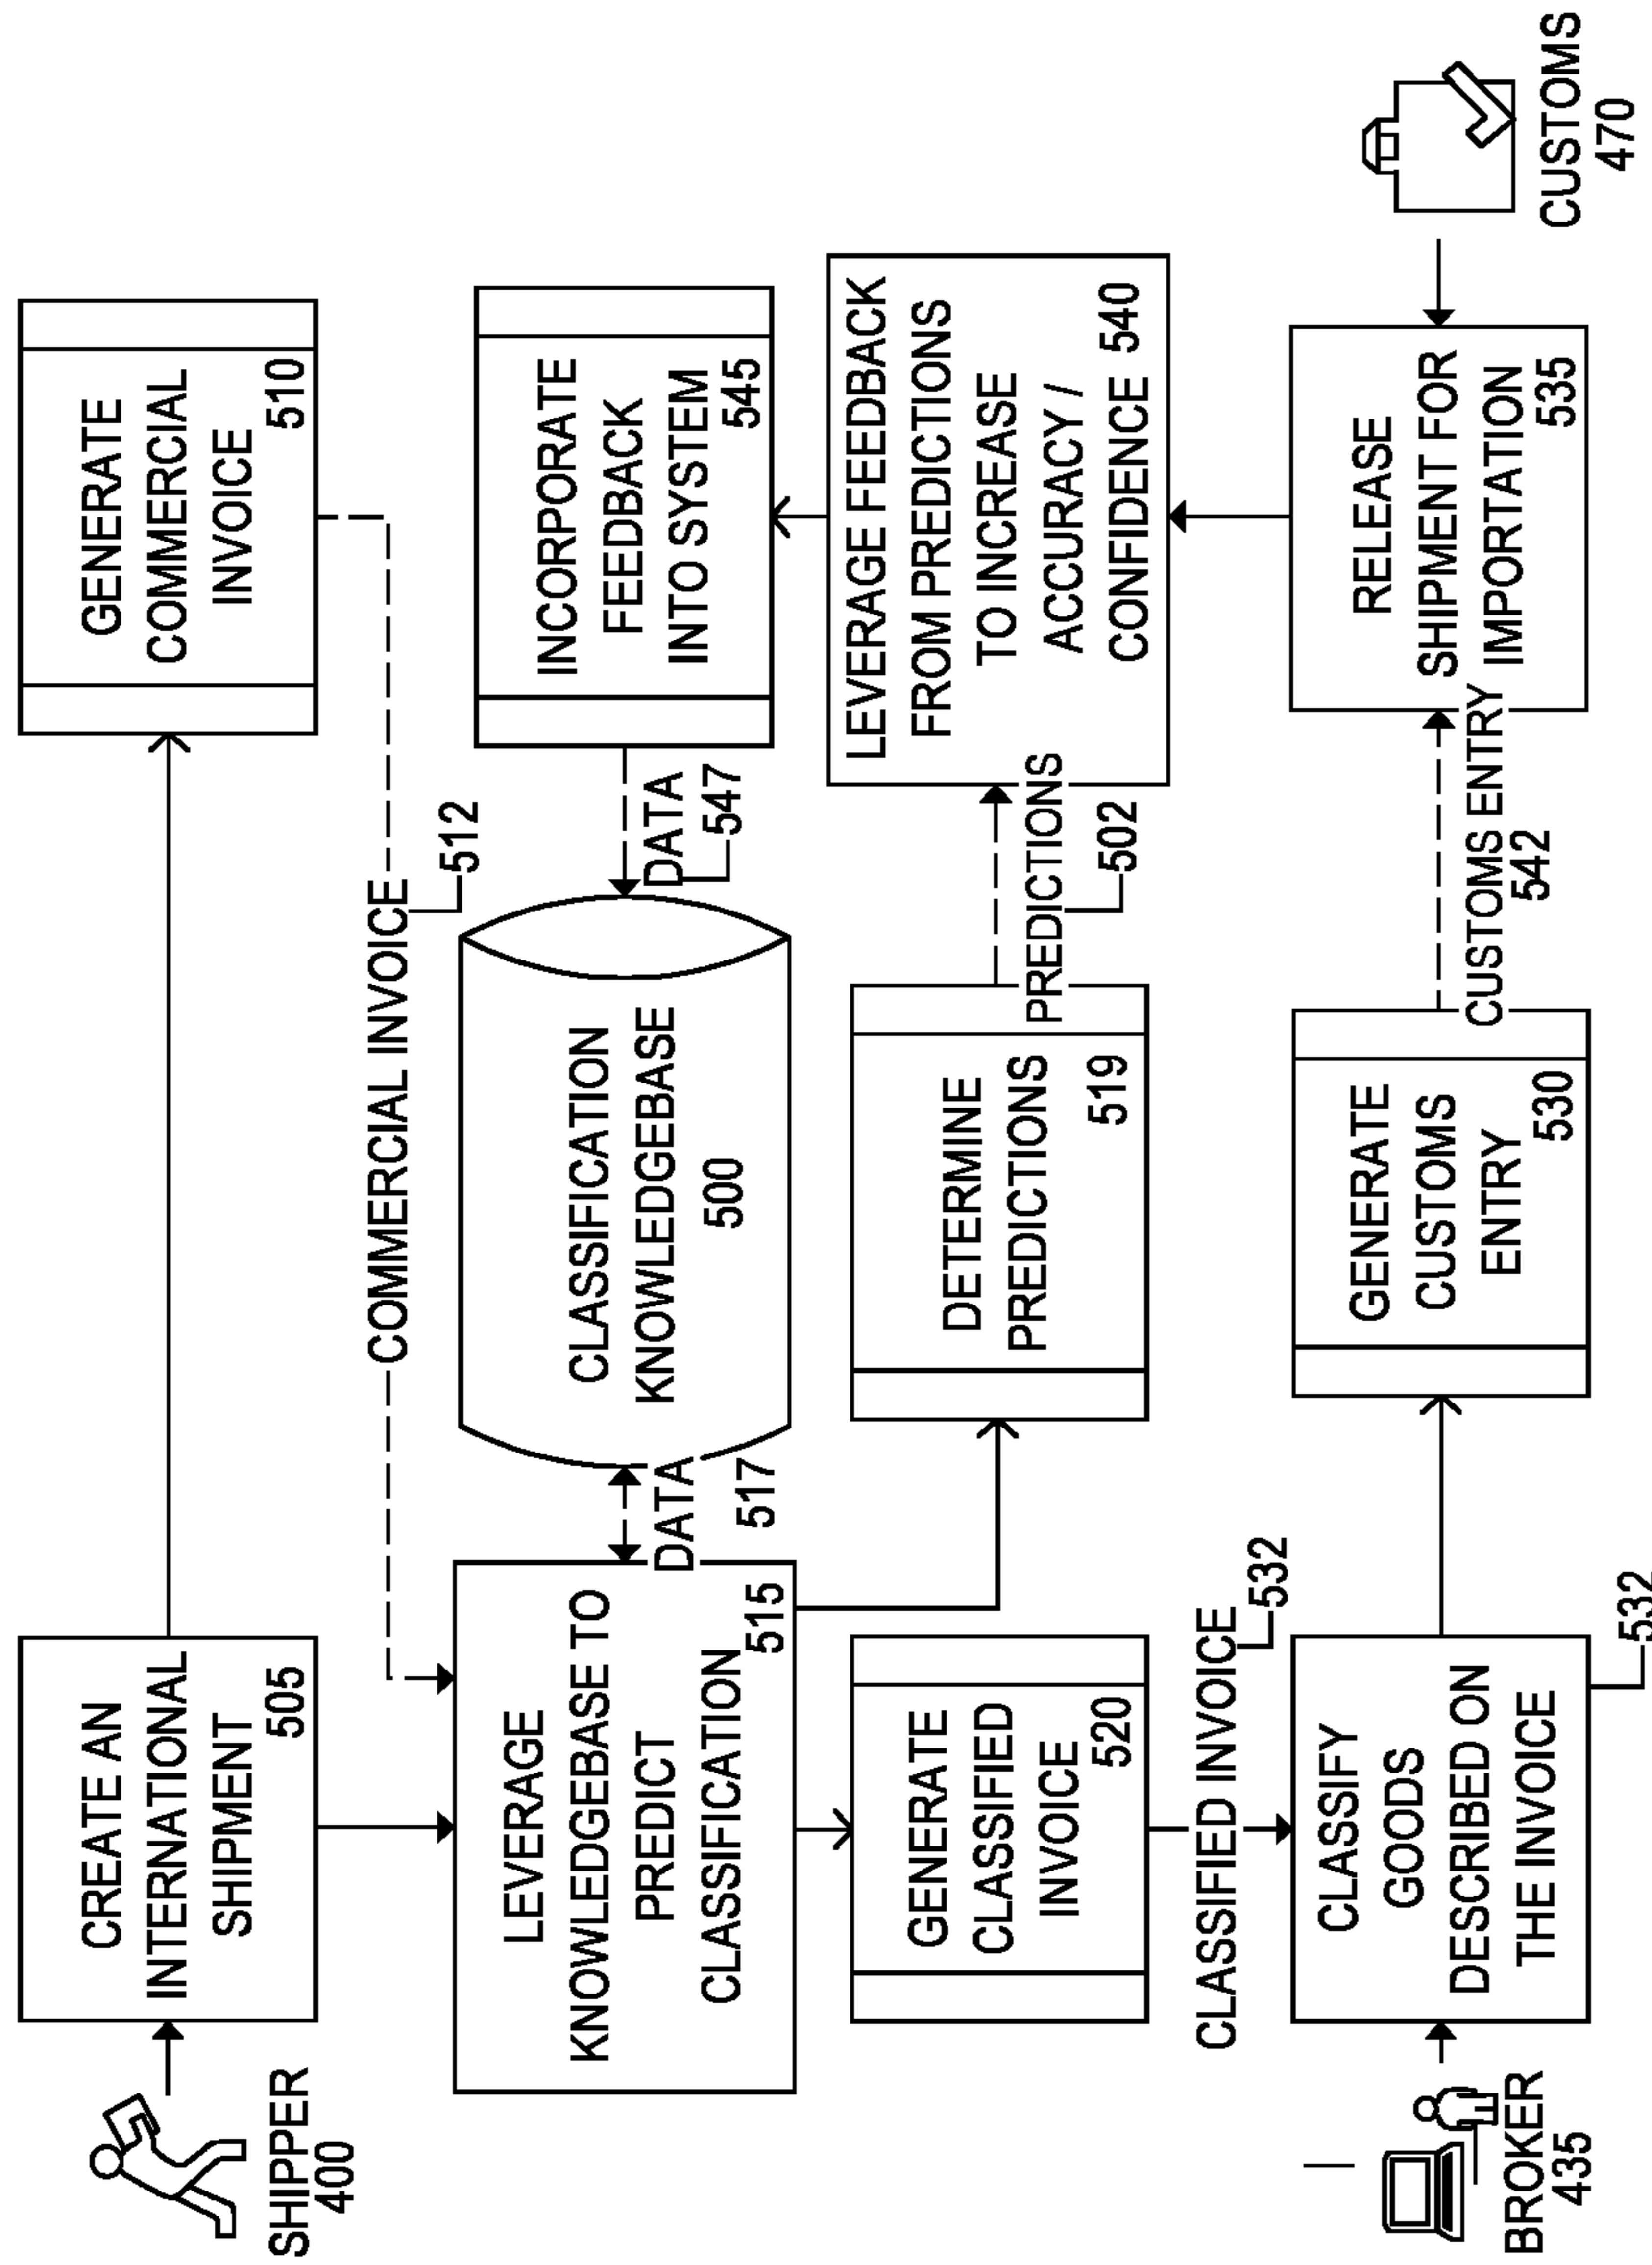 SHIPPER
400
CREATE AN
INTERNATIONAL
SHIPMENT
505
GENERATE
COMMERCIAL
INVOICE
510
COMMERCIAL INVOICE
512
LEVERAGE
KNOWLEDGEBASE TO
PREDICT
CLASSIFICATION
515
DATA
517
CLASSIFICATION
KNOWLEDGEBASE
500
DATA
547
INCORPORATE
FEEDBACK
INTO SYSTEM
545
GENERATE
CLASSIFIED
INVOICE
520
DETERMINE
PREDICTIONS
519
PREDICTIONS
502
LEVERAGE FEEDBACK
FROM PREDICTIONS
TO INCREASE
ACCURACY /
CONFIDENCE
540
CLASSIFIED INVOICE
532
BROKER
435
CLASSIFY
GOODS
DESCRIBED ON
THE INVOICE
532
GENERATE
CUSTOMS
ENTRY
530
CUSTOMS ENTRY
542
RELEASE
SHIPMENT FOR
IMPORTATION
535
CUSTOMS
470